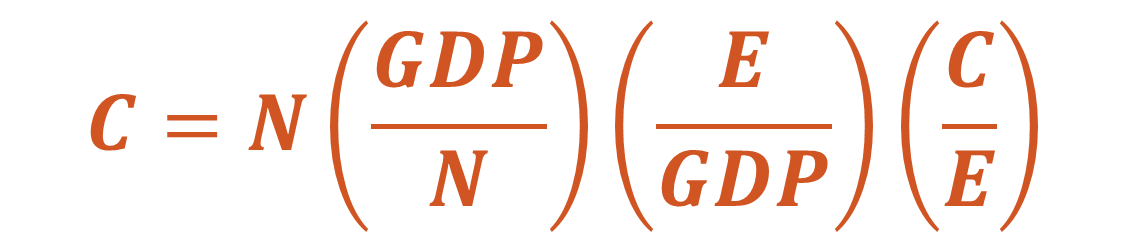 C = N (GDP/N) (E/GDP) (C/E)